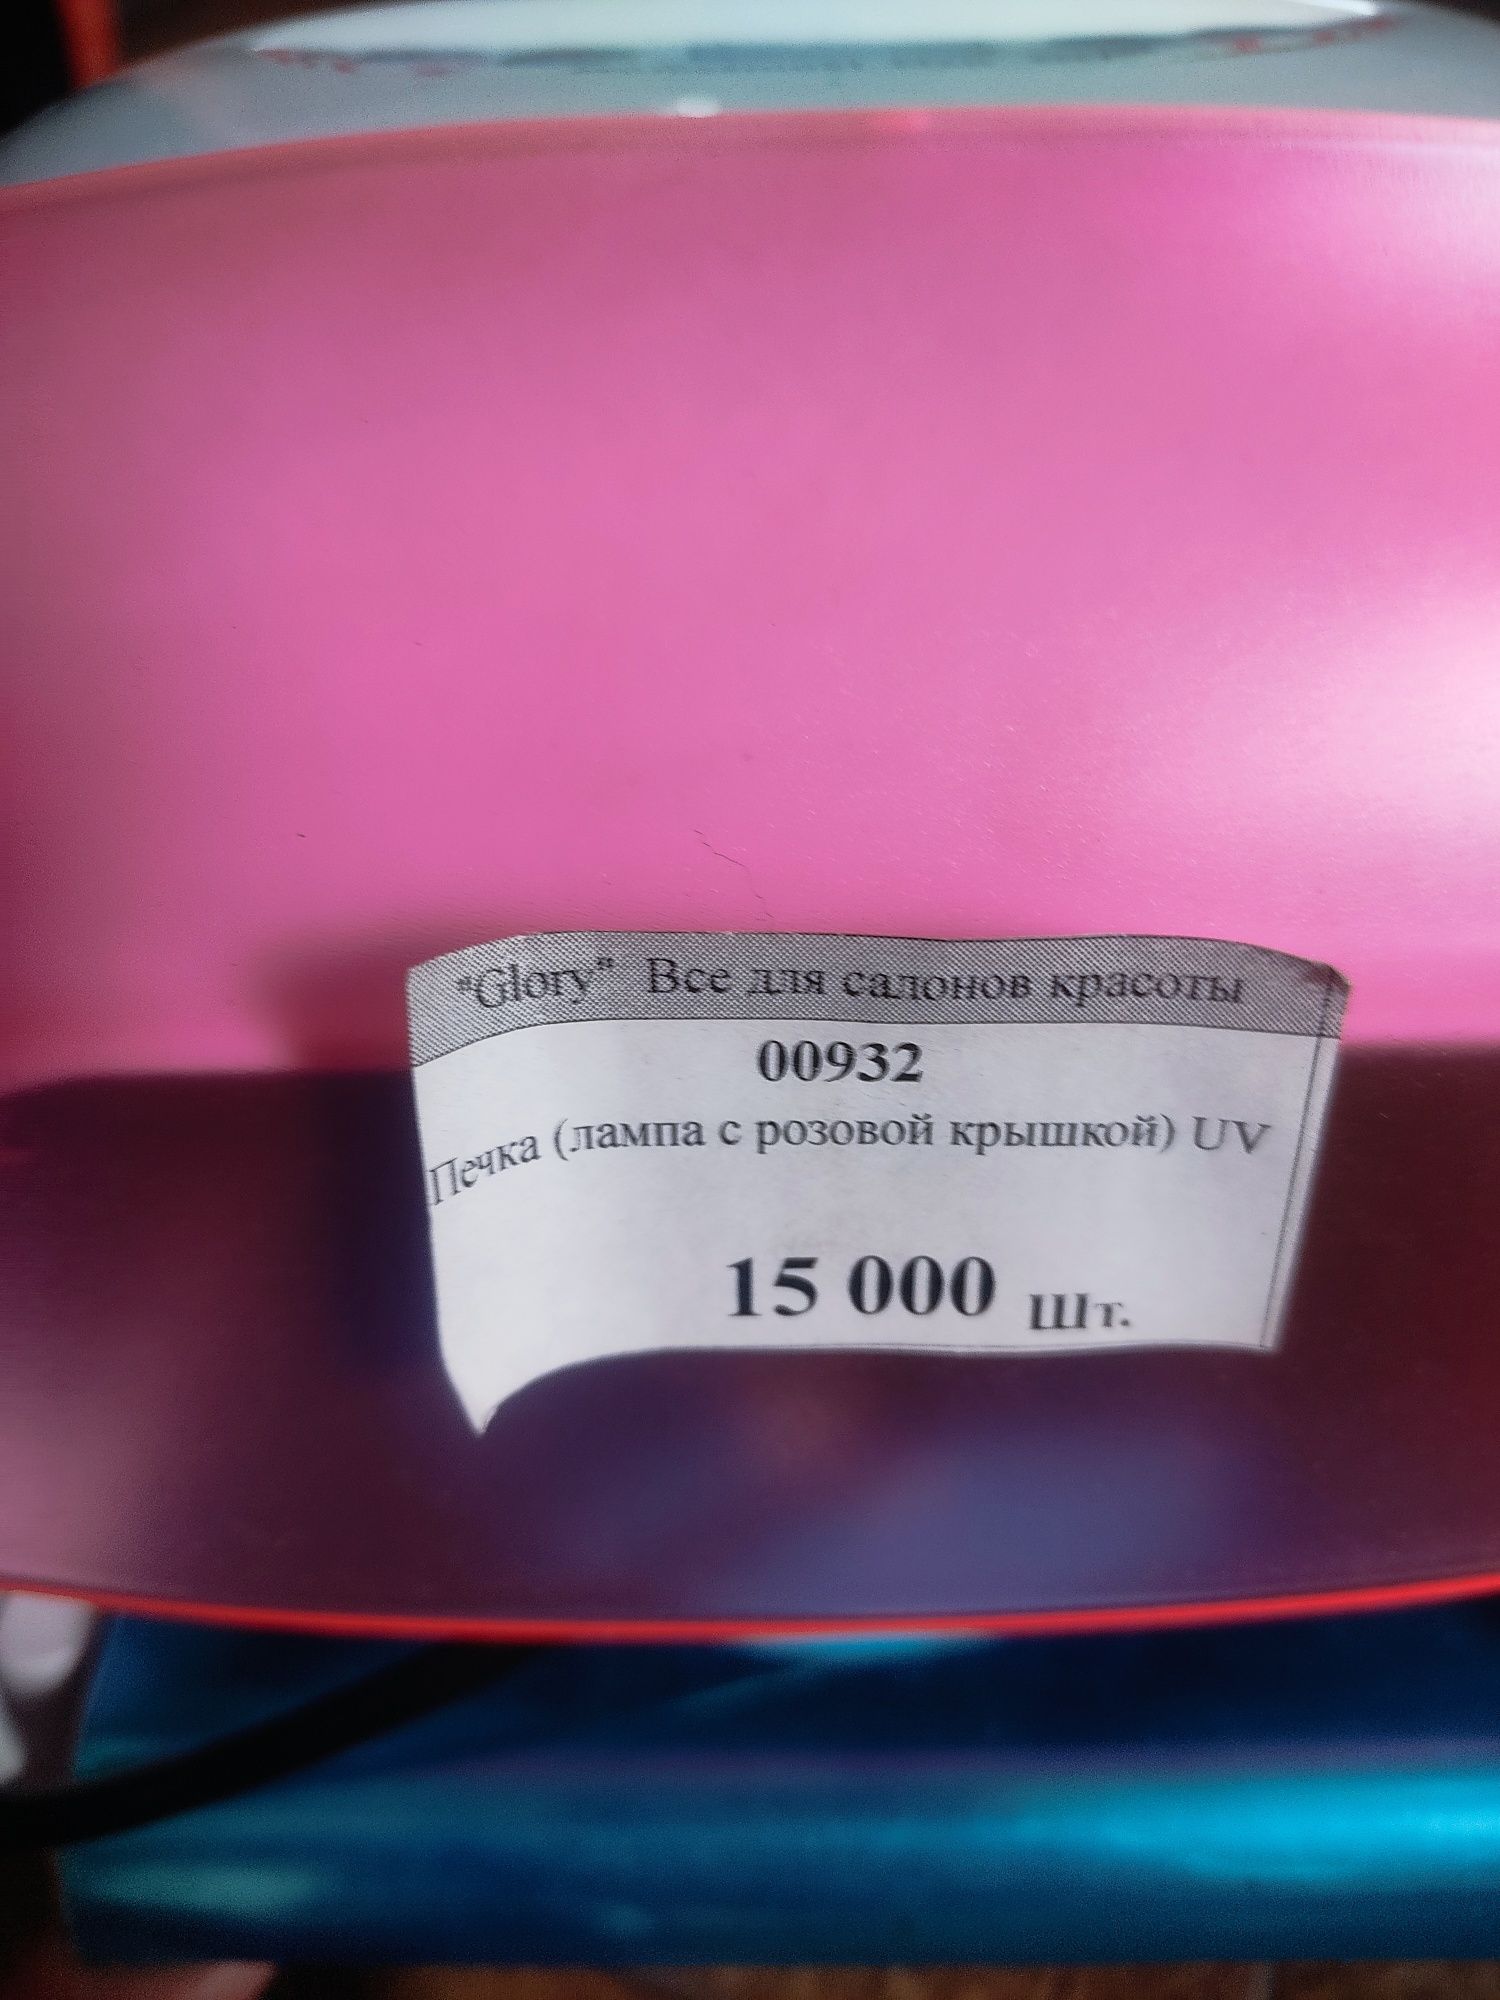 "Glory" Все для салонов красоты
00932
Печка (лампа с розовой крышкой) UV
15 000 Шт.